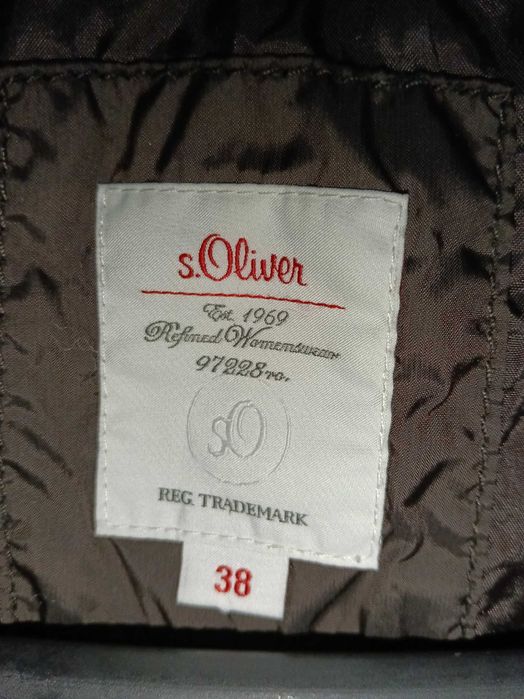 s.Oliver
Est. 1969
Refined Womenswear
97228 ro.
sO
REG. TRADEMARK
38